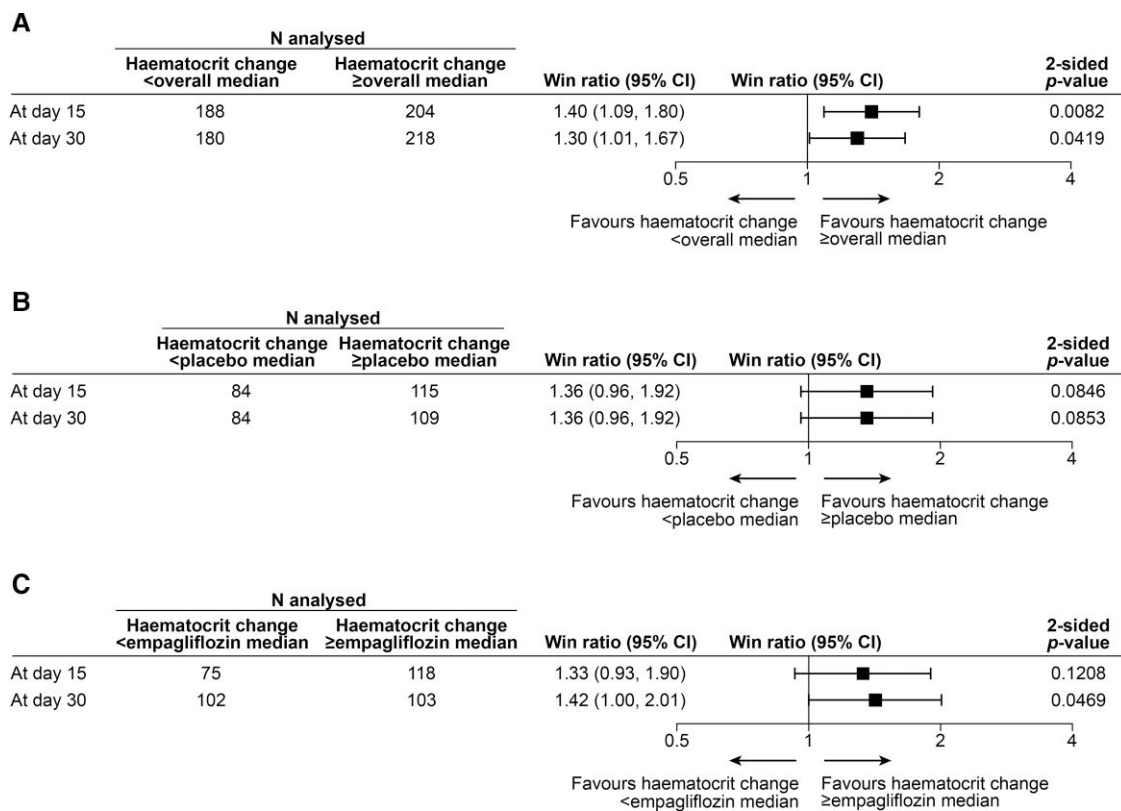 A
N analysed
Haematocrit change Haematocrit change 2-sided
<overall median ≥overall median Win ratio (95% CI) Win ratio (95% CI) p-value
At day 15 188 204 1.40 (1.09, 1.80) 0.0082
At day 30 180 218 1.30 (1.01, 1.67) 0.0419
0.5 1 2 4
Favours haematocrit change Favours haematocrit change
<overall median ≥overall median
B
N analysed
Haematocrit change Haematocrit change 2-sided
<placebo median ≥placebo median Win ratio (95% CI) Win ratio (95% CI) p-value
At day 15 84 115 1.36 (0.96, 1.92) 0.0846
At day 30 84 109 1.36 (0.96, 1.92) 0.0853
0.5 1 2 4
Favours haematocrit change Favours haematocrit change
<placebo median ≥placebo median
C
N analysed
Haematocrit change Haematocrit change 2-sided
<empagliflozin median ≥empagliflozin median Win ratio (95% CI) Win ratio (95% CI) p-value
At day 15 75 118 1.33 (0.93, 1.90) 0.1208
At day 30 102 103 1.42 (1.00, 2.01) 0.0469
0.5 1 2 4
Favours haematocrit change Favours haematocrit change
<empagliflozin median ≥empagliflozin median